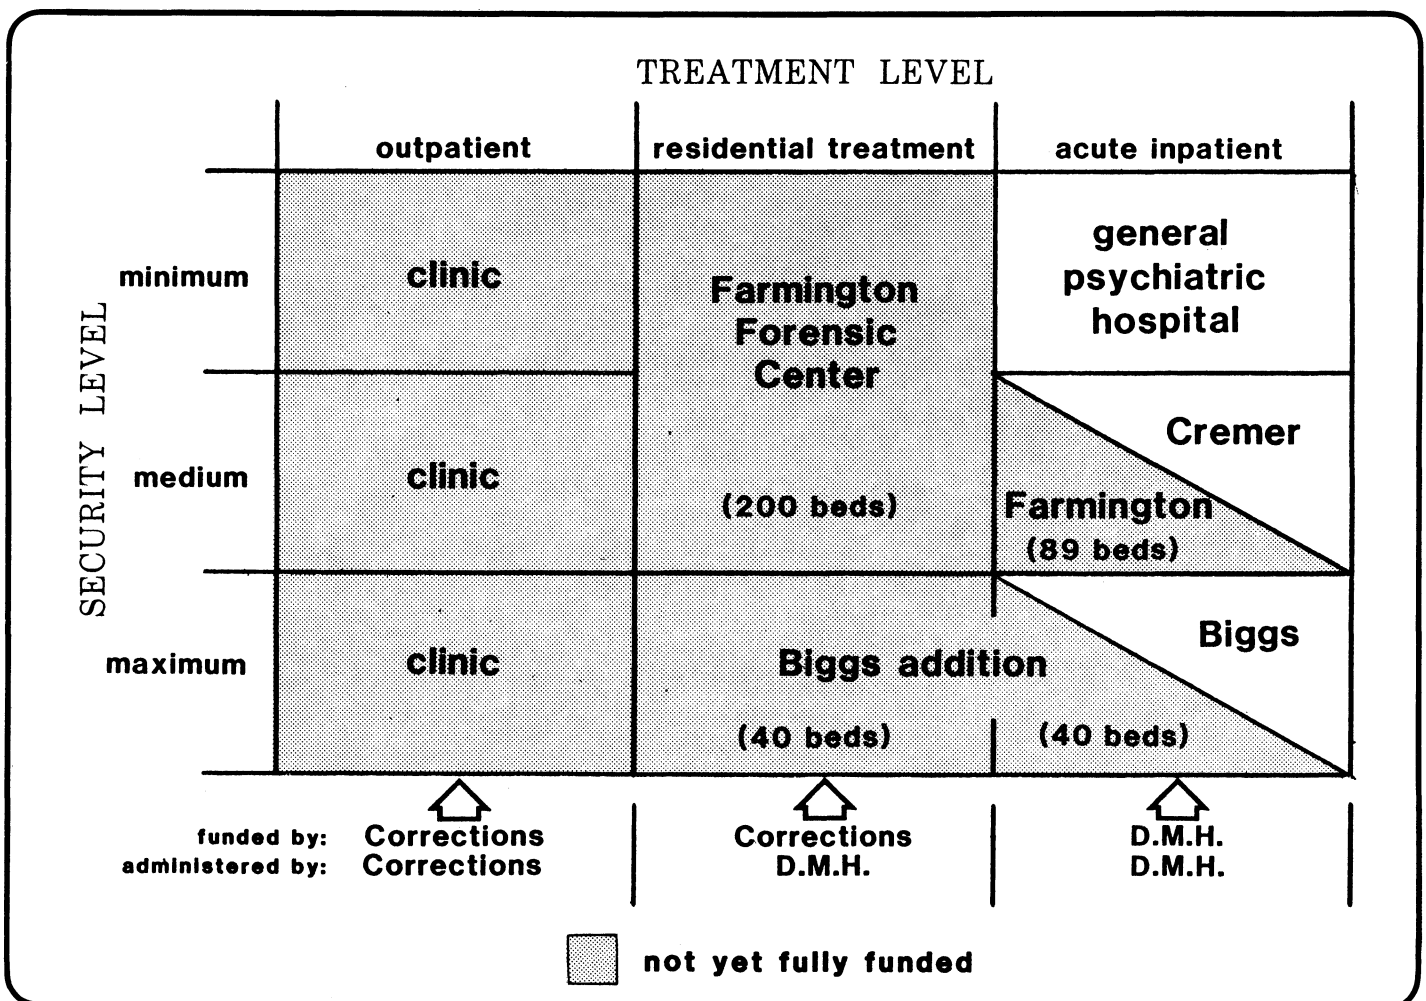 TREATMENT LEVEL
outpatient
residential treatment
acute inpatient
SECURITY LEVEL
minimum
clinic
Farmington
Forensic
Center
(200 beds)
general
psychiatric
hospital
medium
clinic
Cremer
Farmington
(89 beds)
maximum
clinic
Biggs addition
(40 beds)
(40 beds)
Biggs
funded by: Corrections
Corrections
D.M.H.
administered by: Corrections
D.M.H.
D.M.H.
not yet fully funded